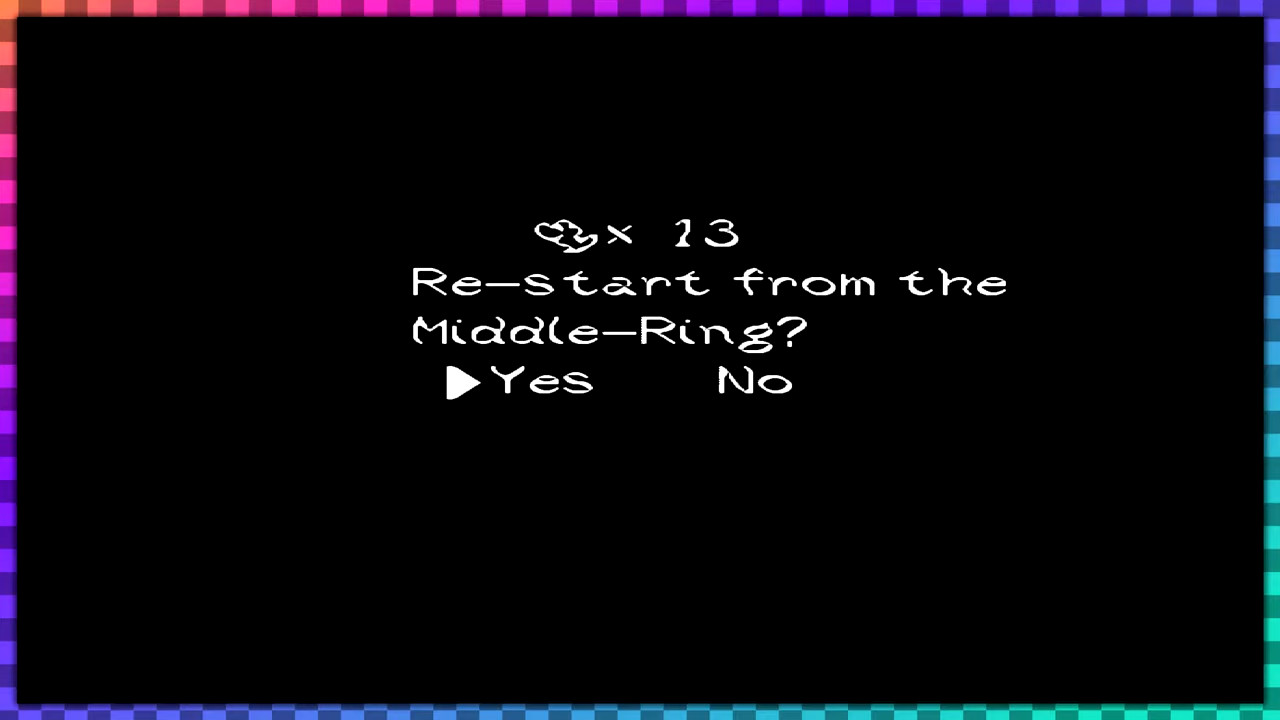 x 13
Re-start from the
Middle-Ring?
Yes No